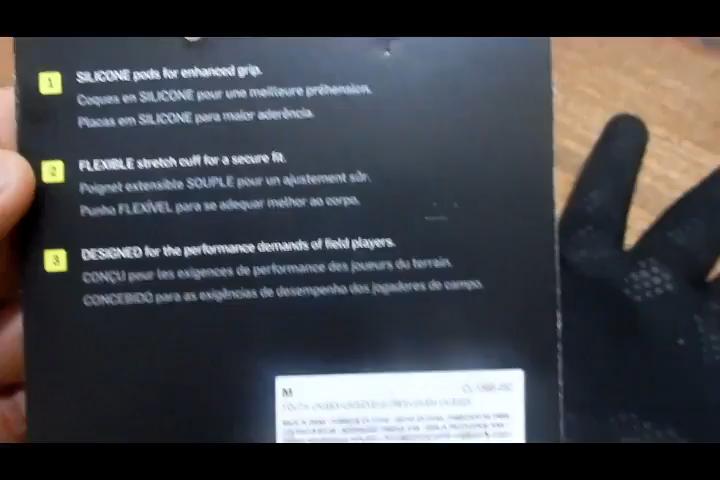 1
SILICONE pods for enhanced grip.
Coques en SILICONE pour une meilleure préhension.
Placas em SILICONE para maior aderência.
2
FLEXIBLE stretch cuff for a secure fit.
Poignet extensible SOUPLE pour un ajustement sûr.
Punho FLEXÍVEL para se adequar melhor ao corpo.
3
DESIGNED for the performance demands of field players.
CONÇU pour les exigences de performance des joueurs du terrain.
CONCEBIDO para as exigências de desempenho dos jogadores de campo.
M